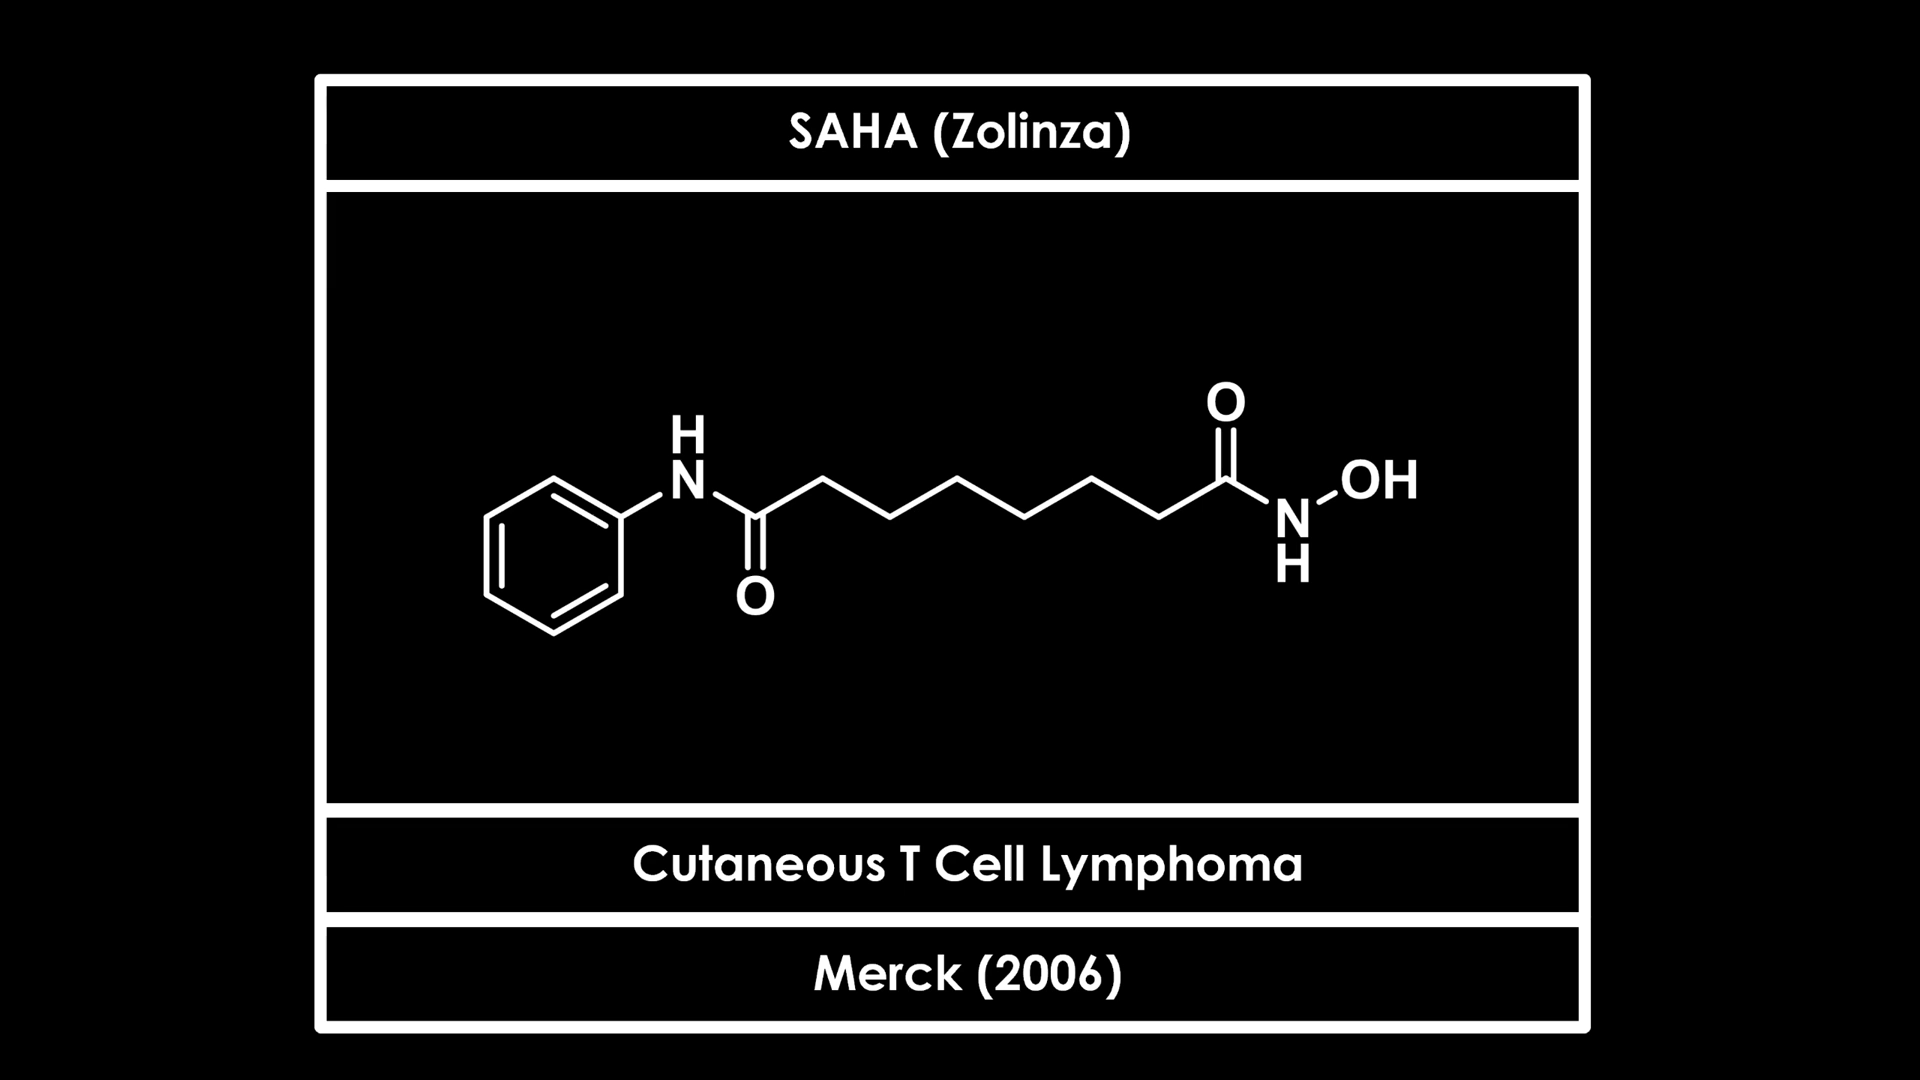 SAHA (Zolinza)
O
H
N
OH
N
H
O
Cutaneous T Cell Lymphoma
Merck (2006)